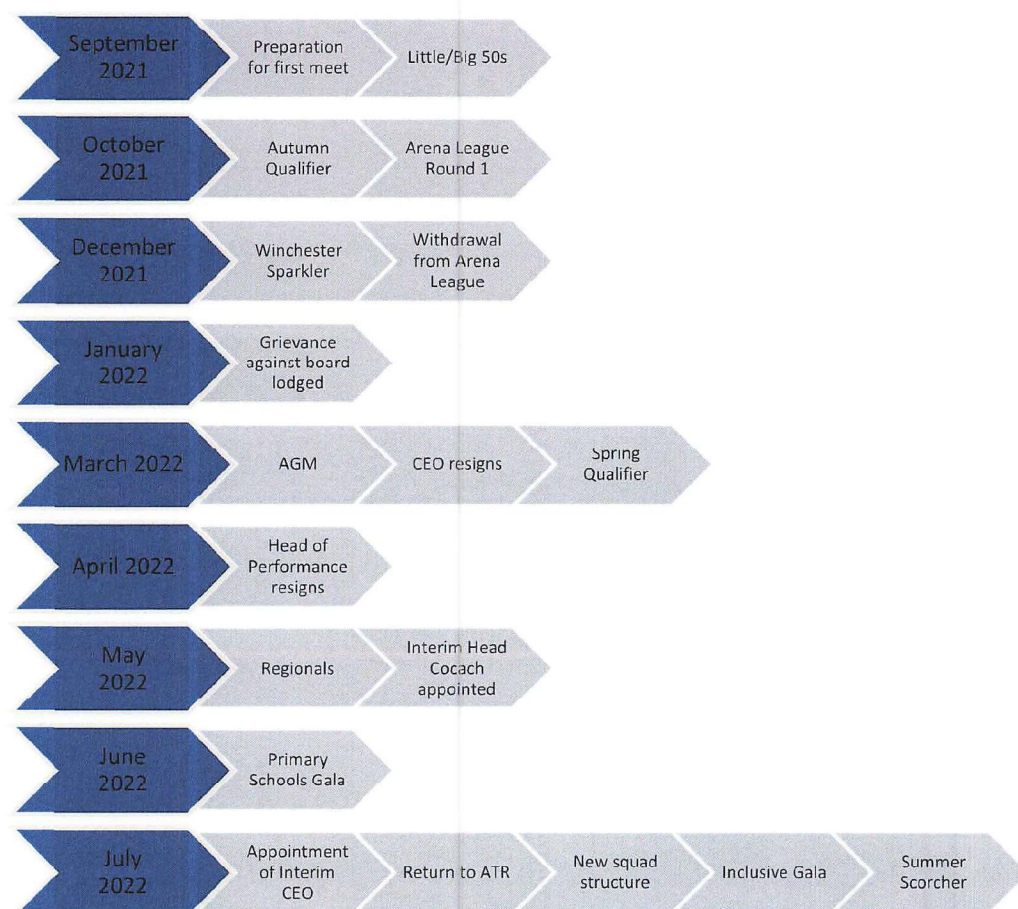 September
2021
Preparation
for first meet
Little/Big 50s
October
2021
Autumn
Qualifier
Arena League
Round 1
December
2021
Winchester
Sparkler
Withdrawal
from Arena
League
January
2022
Grievance
against board
lodged
March 2022
AGM
CEO resigns
Spring
Qualifier
April 2022
Head of
Performance
resigns
May
2022
Regionals
Interim Head
Cocach
appointed
June
2022
Primary
Schools Gala
July
2022
Appointment
of Interim
CEO
Return to ATR
New squad
structure
Inclusive Gala
Summer
Scorcher